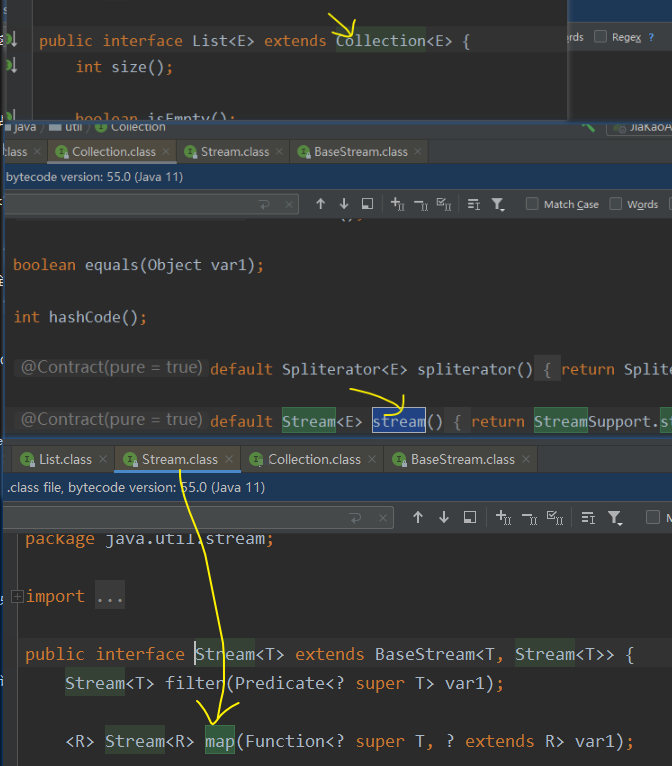 public interface List<E> extends Collection<E> {
rds Regex ?
int size();
boolean isEmpty();
java util Collection JiaKaoA
class × Collection.class × Stream.class × BaseStream.class ×
bytecode version: 55.0 (Java 11)
Match Case Words
boolean equals(Object var1);
int hashCode();
@Contract(pure = true) default Spliterator<E> spliterator() { return Splite
@Contract(pure = true) default Stream<E> stream() { return StreamSupport.st
List.class × Stream.class × Collection.class × BaseStream.class ×
.class file, bytecode version: 55.0 (Java 11)
M
package java.util.stream;
import ...
public interface Stream<T> extends BaseStream<T, Stream<T>> {
Stream<T> filter(Predicate<? super T> var1);
<R> Stream<R> map(Function<? super T, ? extends R> var1);